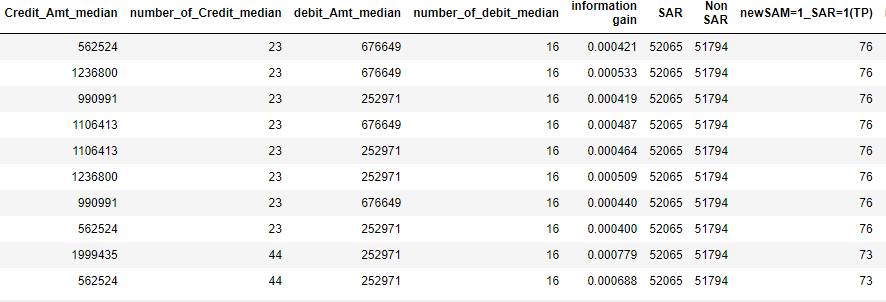 Credit_Amt_median number_of_Credit_median debit_Amt_median number_of_debit_median information gain SAR Non SAR newSAM=1_SAR=1(TP)
562524 23 676649 16 0.000421 52065 51794 76
1236800 23 676649 16 0.000533 52065 51794 76
990991 23 252971 16 0.000419 52065 51794 76
1106413 23 676649 16 0.000487 52065 51794 76
1106413 23 252971 16 0.000464 52065 51794 76
1236800 23 252971 16 0.000509 52065 51794 76
990991 23 676649 16 0.000440 52065 51794 76
562524 23 252971 16 0.000400 52065 51794 76
1999435 44 252971 16 0.000779 52065 51794 73
562524 44 252971 16 0.000688 52065 51794 73